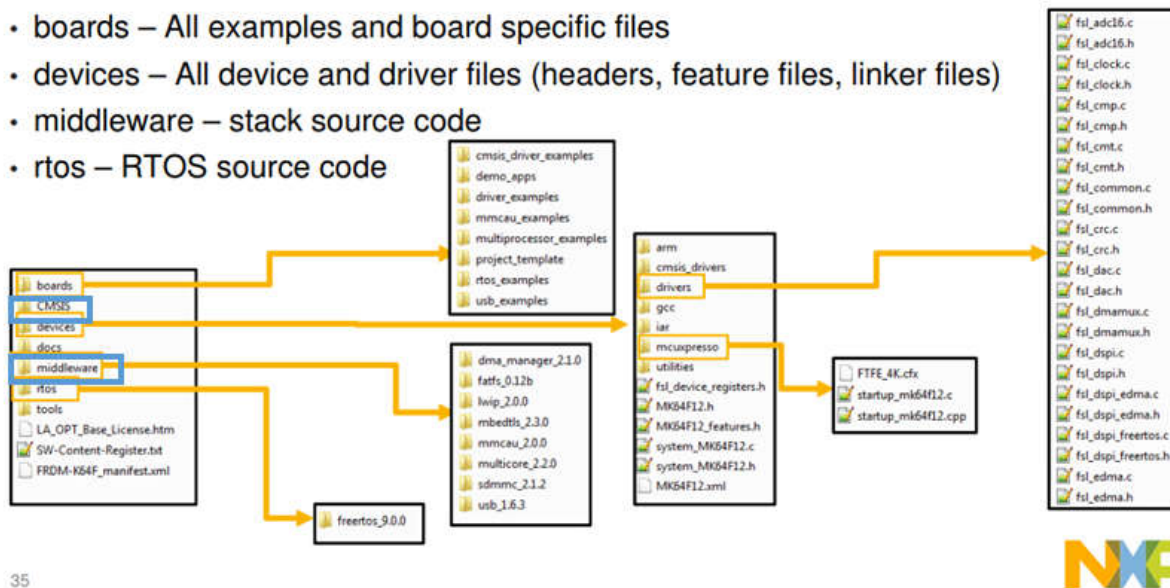 • boards – All examples and board specific files
• devices – All device and driver files (headers, feature files, linker files)
• middleware – stack source code
• rtos – RTOS source code
boards
CMSIS
devices
docs
middleware
rtos
tools
LA_OPT_Base_License.htm
SW-Content-Register.txt
FRDM-K64F_manifest.xml
cmsis_driver_examples
demo_apps
driver_examples
mmcau_examples
multiprocessor_examples
project_template
rtos_examples
usb_examples
dma_manager_2.1.0
fatfs_0.12b
lwip_2.0.0
mbedtls_2.3.0
mmcau_2.0.0
multicore_2.2.0
sdmmc_2.1.2
usb_1.6.3
freertos_9.0.0
arm
cmsis_drivers
drivers
gcc
iar
mcuxpresso
utilities
fsl_device_registers.h
MK64F12.h
MK64F12_features.h
system_MK64F12.c
system_MK64F12.h
MK64F12.xml
FTFE_4K.cfx
startup_mk64f12.c
startup_mk64f12.cpp
fsl_adc16.c
fsl_adc16.h
fsl_clock.c
fsl_clock.h
fsl_cmp.c
fsl_cmp.h
fsl_cmt.c
fsl_cmt.h
fsl_common.c
fsl_common.h
fsl_crc.c
fsl_crc.h
fsl_dac.c
fsl_dac.h
fsl_dmamux.c
fsl_dmamux.h
fsl_dspi.c
fsl_dspi.h
fsl_dspi_edma.c
fsl_dspi_edma.h
fsl_dspi_freertos.c
fsl_dspi_freertos.h
fsl_edma.c
fsl_edma.h
35
NXP